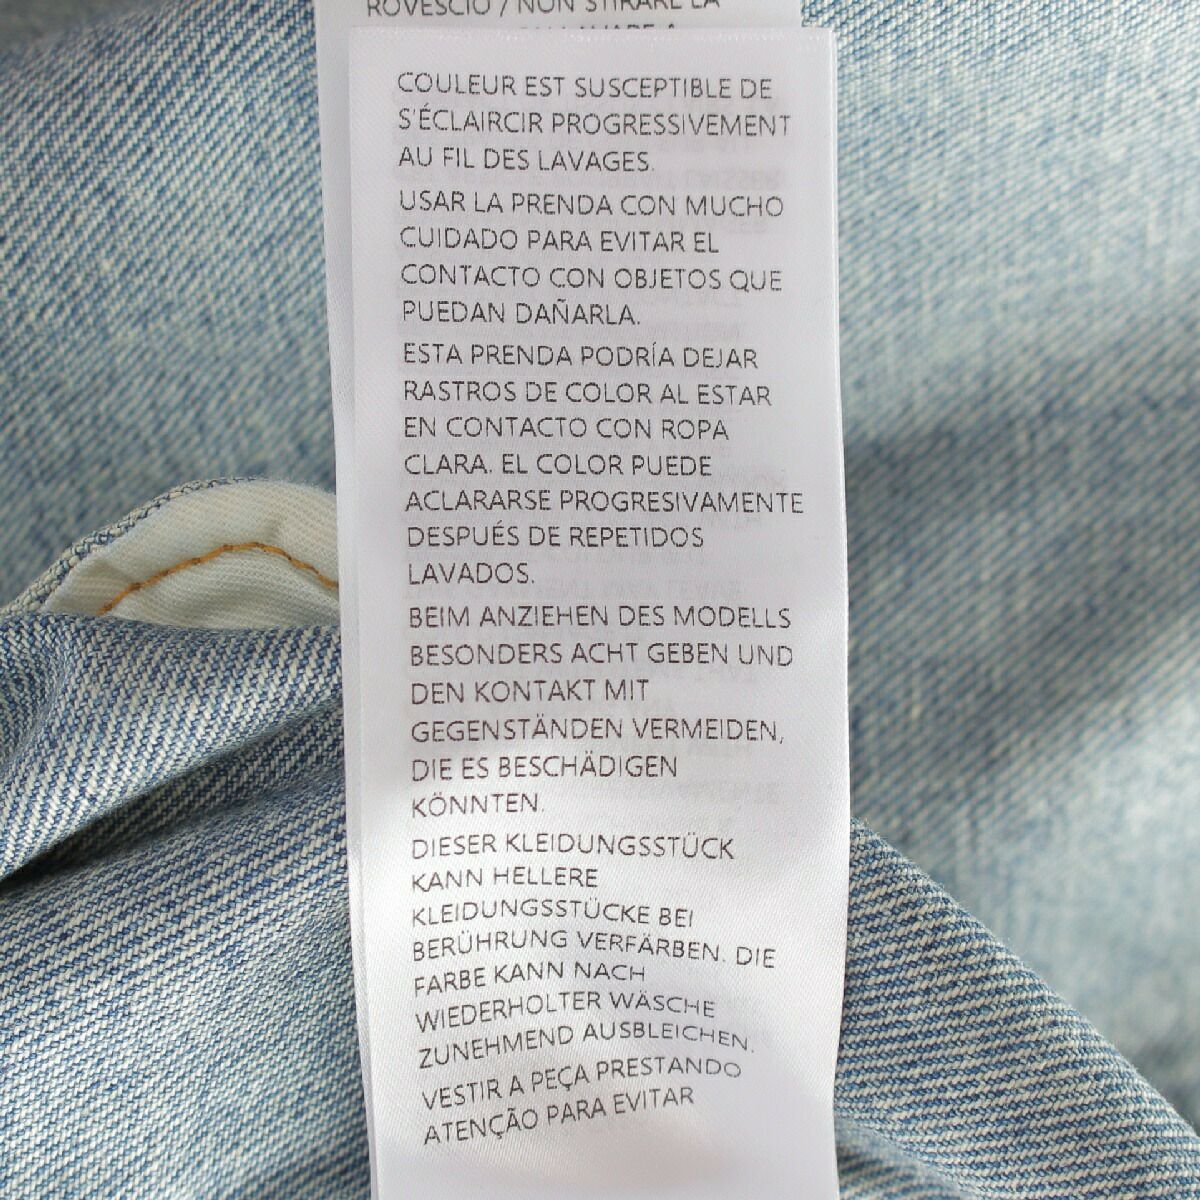 ROVESCIO / NON STIRARE LA
COULEUR EST SUSCEPTIBLE DE
S'ÉCLAIRCIR PROGRESSIVEMENT
AU FIL DES LAVAGES.
USAR LA PRENDA CON MUCHO
CUIDADO PARA EVITAR EL
CONTACTO CON OBJETOS QUE
PUEDAN DAÑARLA.
ESTA PRENDA PODRÍA DEJAR
RASTROS DE COLOR AL ESTAR
EN CONTACTO CON ROPA
CLARA. EL COLOR PUEDE
ACLARARSE PROGRESIVAMENTE
DESPUÉS DE REPETIDOS
LAVADOS.
BEIM ANZIEHEN DES MODELLS
BESONDERS ACHT GEBEN UND
DEN KONTAKT MIT
GEGENSTÄNDEN VERMEIDEN,
DIE ES BESCHÄDIGEN
KÖNNTEN.
DIESER KLEIDUNGSSTÜCK
KANN HELLERE
KLEIDUNGSSTÜCKE BEI
BERÜHRUNG VERFÄRBEN. DIE
FARBE KANN NACH
WIEDERHOLTER WÄSCHE
ZUNEHMEND AUSBLEICHEN.
VESTIR A PEÇA PRESTANDO
ATENÇÃO PARA EVITAR